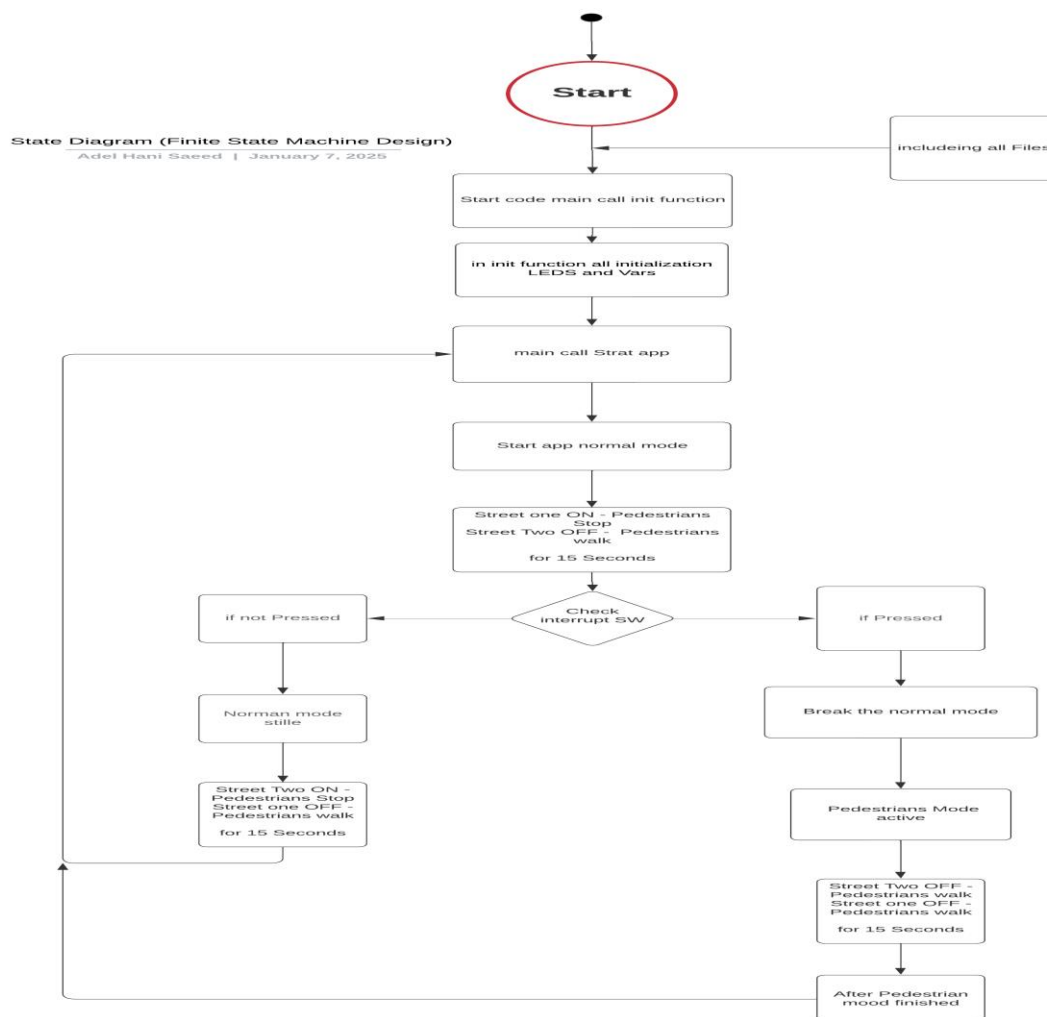 Start
State Diagram (Finite State Machine Design)
Adel Hani Saeed | January 7, 2025
includeing all Files
Start code main call init function
in init function all initialization
LEDS and Vars
main call Strat app
Start app normal mode
Street one ON - Pedestrians
Stop
Street Two OFF - Pedestrians
walk
for 15 Seconds
Check
interrupt SW
if not Pressed
if Pressed
Norman mode
stille
Break the normal mode
Street Two ON -
Pedestrians Stop
Street one OFF -
Pedestrians walk
for 15 Seconds
Pedestrians Mode
active
Street Two OFF -
Pedestrians walk
Street one OFF -
Pedestrians walk
for 15 Seconds
After Pedestrian
mood finished